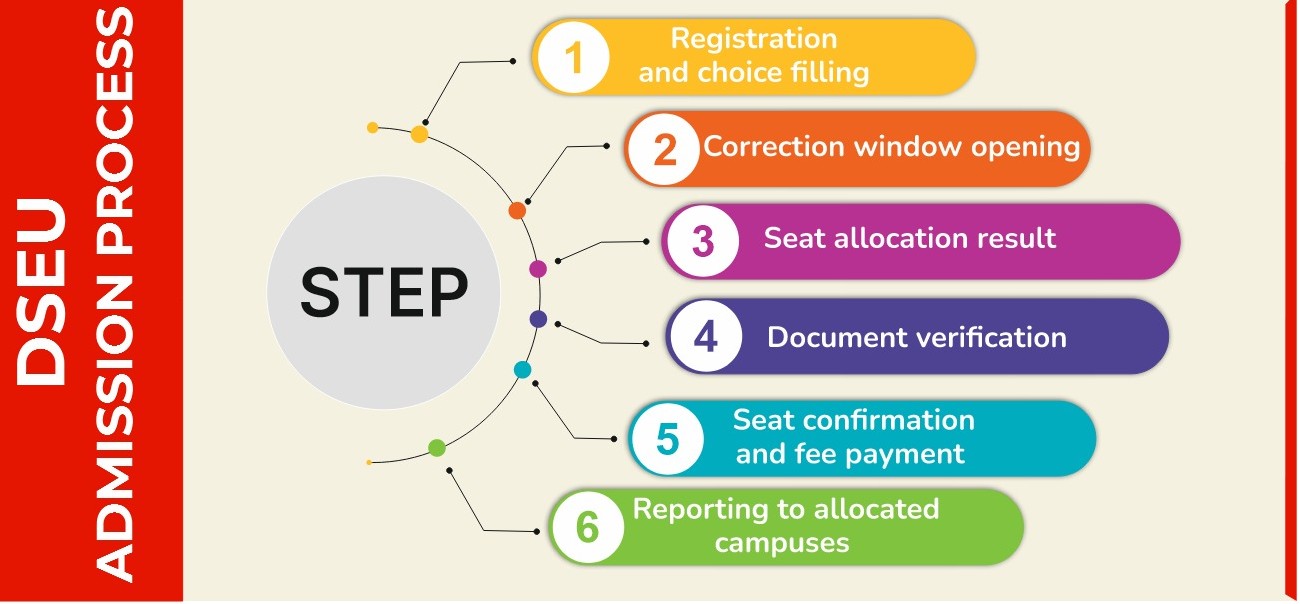 DSEU
ADMISSION PROCESS
STEP
1
Registration
and choice filling
2
Correction window opening
3
Seat allocation result
4
Document verification
5
Seat confirmation
and fee payment
6
Reporting to allocated
campuses